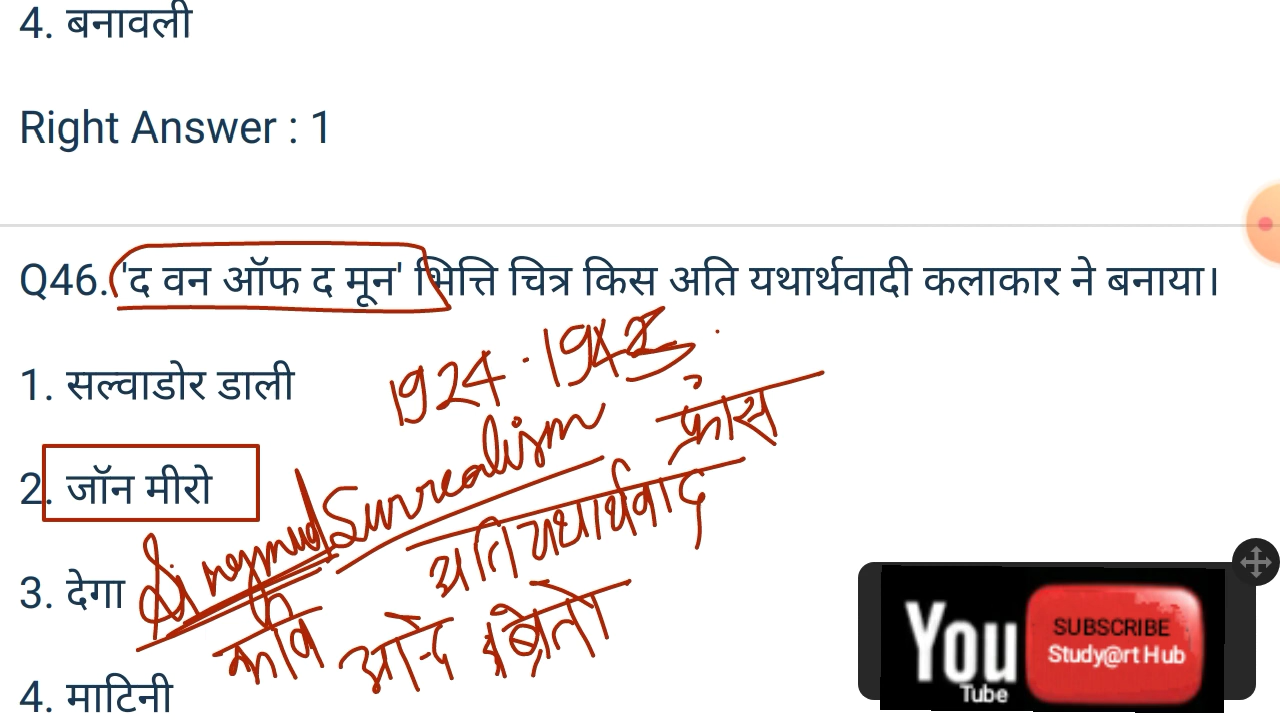 4. बनावली
Right Answer : 1
Q46. 'द वन ऑफ द मून' भित्ति चित्र किस अति यथार्थवादी कलाकार ने बनाया।
1. सल्वाडोर डाली
1924 - 194
फ्रांस
2. जॉन मीरो
Surrealism
अति यथार्थवाद
3. देगा
कवि आन्द्रे ब्रेतो
4. माटिनी
You
Tube
SUBSCRIBE
Study@rt Hub